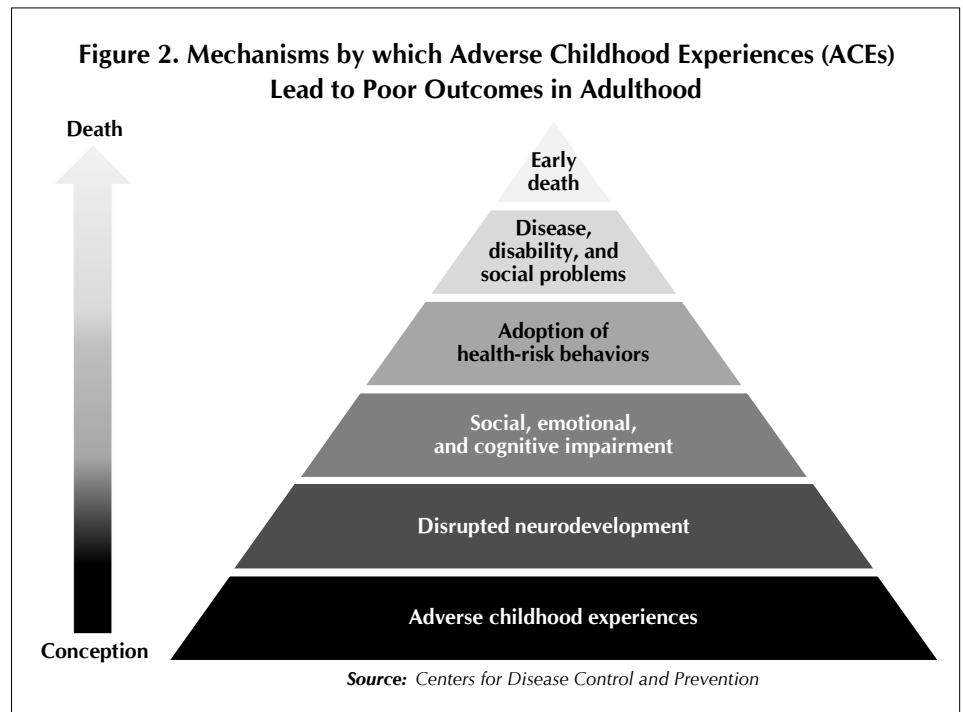 Figure 2. Mechanisms by which Adverse Childhood Experiences (ACEs)
Lead to Poor Outcomes in Adulthood
Death
Early
death
Disease,
disability, and
social problems
Adoption of
health-risk behaviors
Social, emotional,
and cognitive impairment
Disrupted neurodevelopment
Adverse childhood experiences
Conception
Source: Centers for Disease Control and Prevention